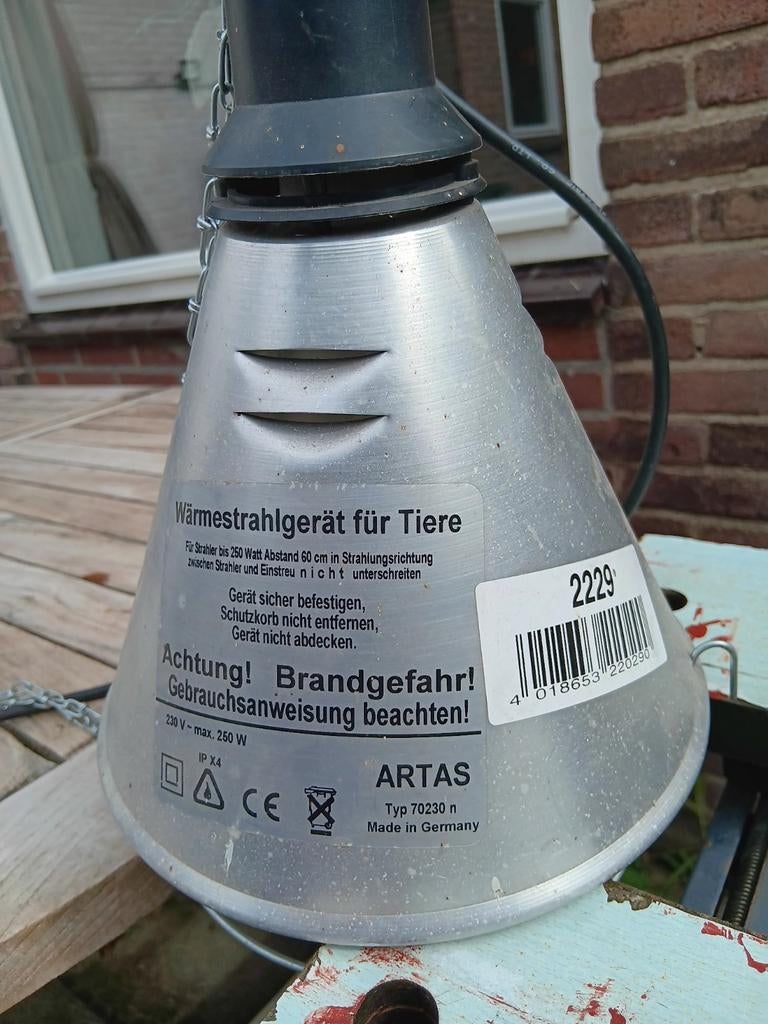 Wärmestrahlgerät für Tiere
Für Strahler bis 250 Watt Abstand 60 cm in Strahlungsrichtung
zwischen Strahler und Einstreu n i c h t unterschreiten
Gerät sicher befestigen,
Schutzkorb nicht entfernen,
Gerät nicht abdecken.
Achtung! Brandgefahr!
Gebrauchsanweisung beachten!
230 V ~ max. 250 W
IP X4
CE
ARTAS
Typ 70230 n
Made in Germany
2229
4 018653 220290